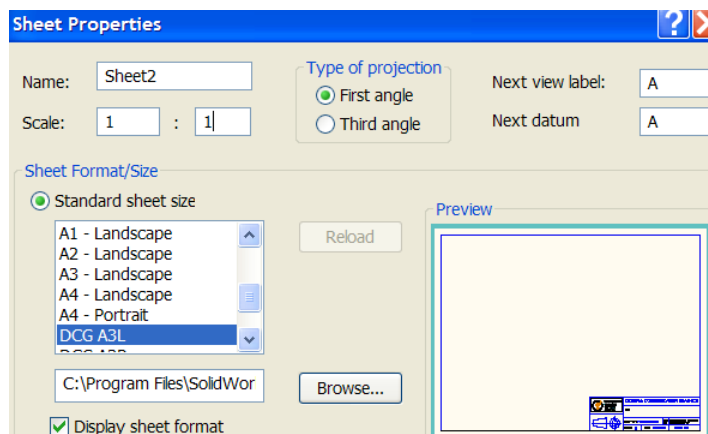 Sheet Properties ?
Name: Sheet2
Scale: 1 : 1
Type of projection
First angle
Third angle
Next view label: A
Next datum A
Sheet Format/Size
Standard sheet size
A1 - Landscape
A2 - Landscape
A3 - Landscape
A4 - Landscape
A4 - Portrait
DCG A3L
C:\Program Files\SolidWor
Display sheet format
Reload
Browse...
Preview